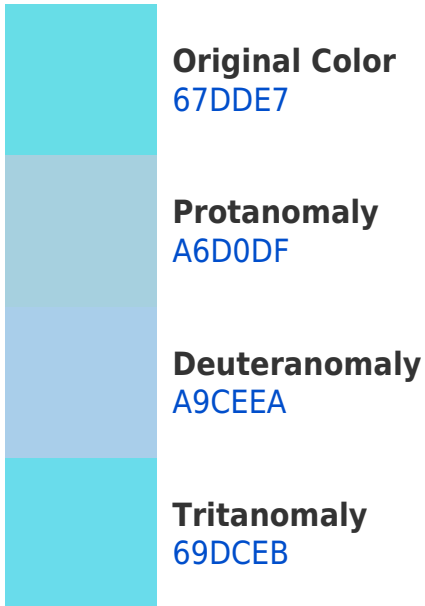 Original Color
67DDE7
Protanomaly
A6D0DF
Deuteranomaly
A9CEEA
Tritanomaly
69DCEB